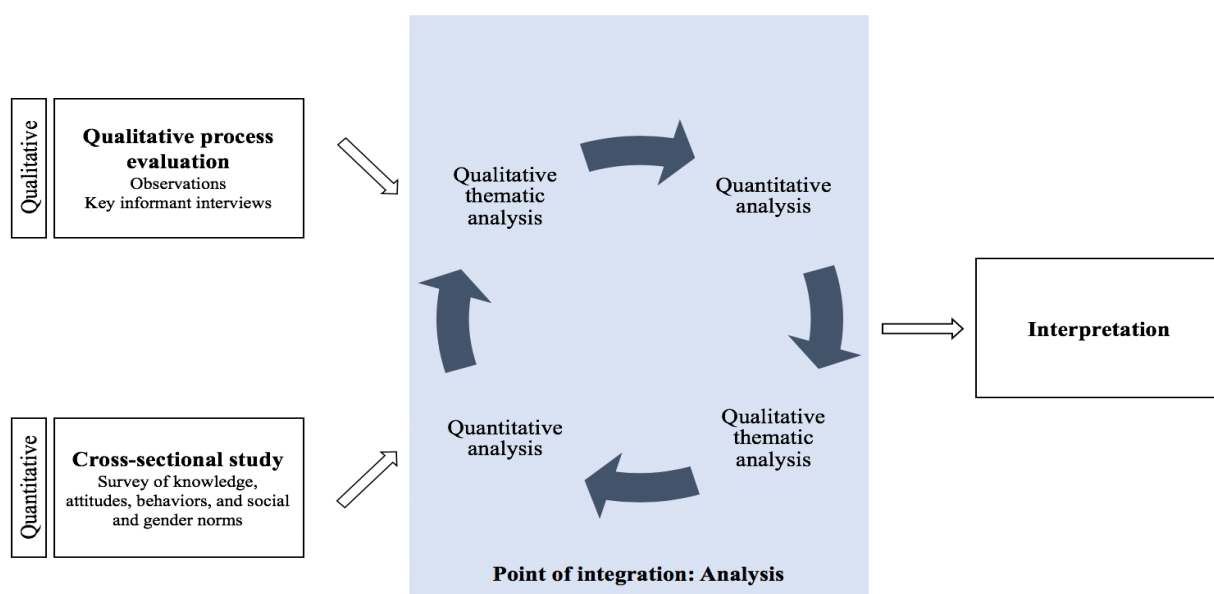 Qualitative
Qualitative process
evaluation
Observations
Key informant interviews
Quantitative
Cross-sectional study
Survey of knowledge,
attitudes, behaviors, and social
and gender norms
Qualitative
thematic
analysis
Quantitative
analysis
Quantitative
analysis
Qualitative
thematic
analysis
Point of integration: Analysis
Interpretation